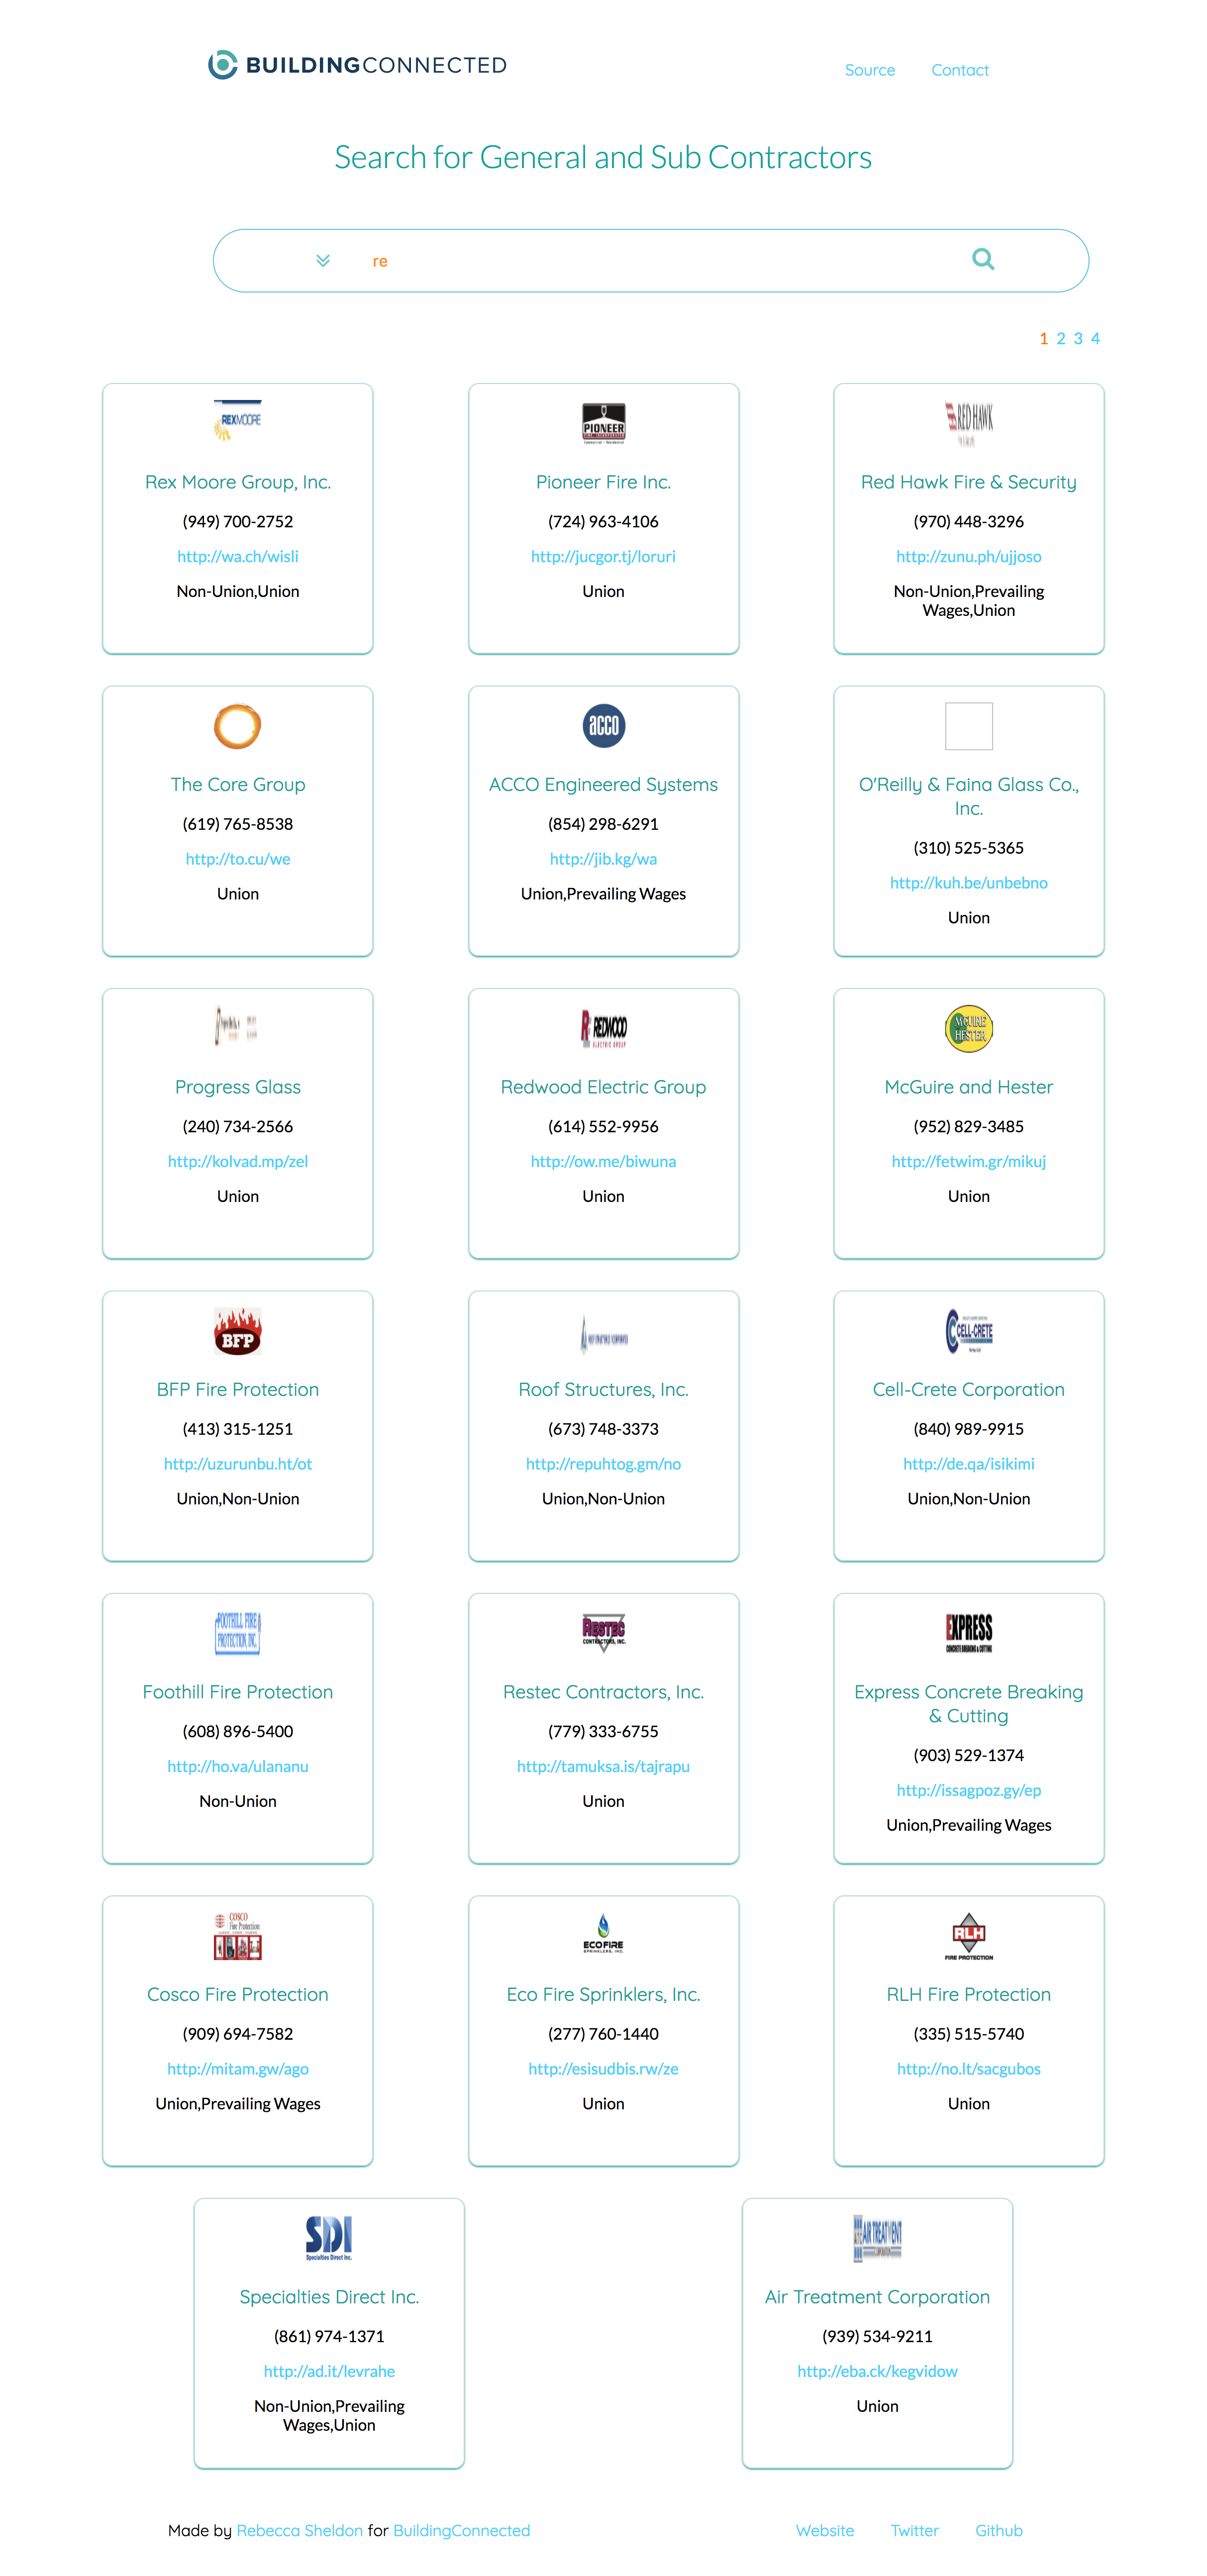 BUILDINGCONNECTED
Source Contact
Search for General and Sub Contractors
re
1 2 3 4
REXMOORE
Rex Moore Group, Inc.
(949) 700-2752
http://wa.ch/wisli
Non-Union,Union
PIONEER
Pioneer Fire Inc.
(724) 963-4106
http://jucgor.tj/loruri
Union
RED HAWK
Red Hawk Fire & Security
(970) 448-3296
http://zunu.ph/ujjoso
Non-Union,Prevailing
Wages,Union
The Core Group
(619) 765-8538
http://to.cu/we
Union
acco
ACCO Engineered Systems
(854) 298-6291
http://jib.kg/wa
Union,Prevailing Wages
O'Reilly & Faina Glass Co.,
Inc.
(310) 525-5365
http://kuh.be/unbebno
Union
Progress Glass
(240) 734-2566
http://kolvad.mp/zel
Union
REDWOOD
ELECTRIC GROUP
Redwood Electric Group
(614) 552-9956
http://ow.me/biwuna
Union
McGUIRE
HESTER
McGuire and Hester
(952) 829-3485
http://fetwim.gr/mikuj
Union
BFP
BFP Fire Protection
(413) 315-1251
http://uzurunbu.ht/ot
Union,Non-Union
Roof Structures, Inc.
(673) 748-3373
http://repuhtog.gm/no
Union,Non-Union
CELL-CRETE
Cell-Crete Corporation
(840) 989-9915
http://de.qa/isikimi
Union,Non-Union
FOOTHILL FIRE
PROTECTION, INC.
Foothill Fire Protection
(608) 896-5400
http://ho.va/ulananu
Non-Union
RESTEC
CONTRACTORS, INC.
Restec Contractors, Inc.
(779) 333-6755
http://tamuksa.is/tajrapu
Union
EXPRESS
CONCRETE BREAKING & CUTTING
Express Concrete Breaking
& Cutting
(903) 529-1374
http://issagpoz.gy/ep
Union,Prevailing Wages
COSCO
Fire Protection
Cosco Fire Protection
(909) 694-7582
http://mitam.gw/ago
Union,Prevailing Wages
ECOFIRE
SPRINKLERS, INC.
Eco Fire Sprinklers, Inc.
(277) 760-1440
http://esisudbis.rw/ze
Union
RLH
FIRE PROTECTION
RLH Fire Protection
(335) 515-5740
http://no.lt/sacgubos
Union
SDI
Specialties Direct Inc.
Specialties Direct Inc.
(861) 974-1371
http://ad.it/levrahe
Non-Union,Prevailing
Wages,Union
AIR TREATMENT
CORPORATION
Air Treatment Corporation
(939) 534-9211
http://eba.ck/kegvidow
Union
Made by Rebecca Sheldon for BuildingConnected
Website Twitter Github